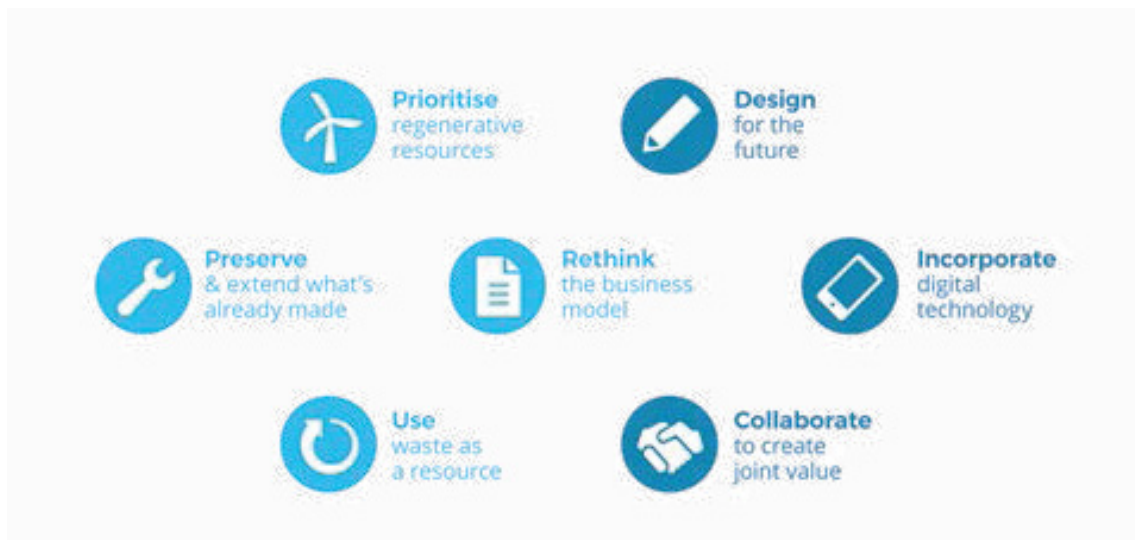 Prioritise
regenerative
resources
Design
for the
future
Preserve
& extend what's
already made
Rethink
the business
model
Incorporate
digital
technology
Use
waste as
a resource
Collaborate
to create
joint value